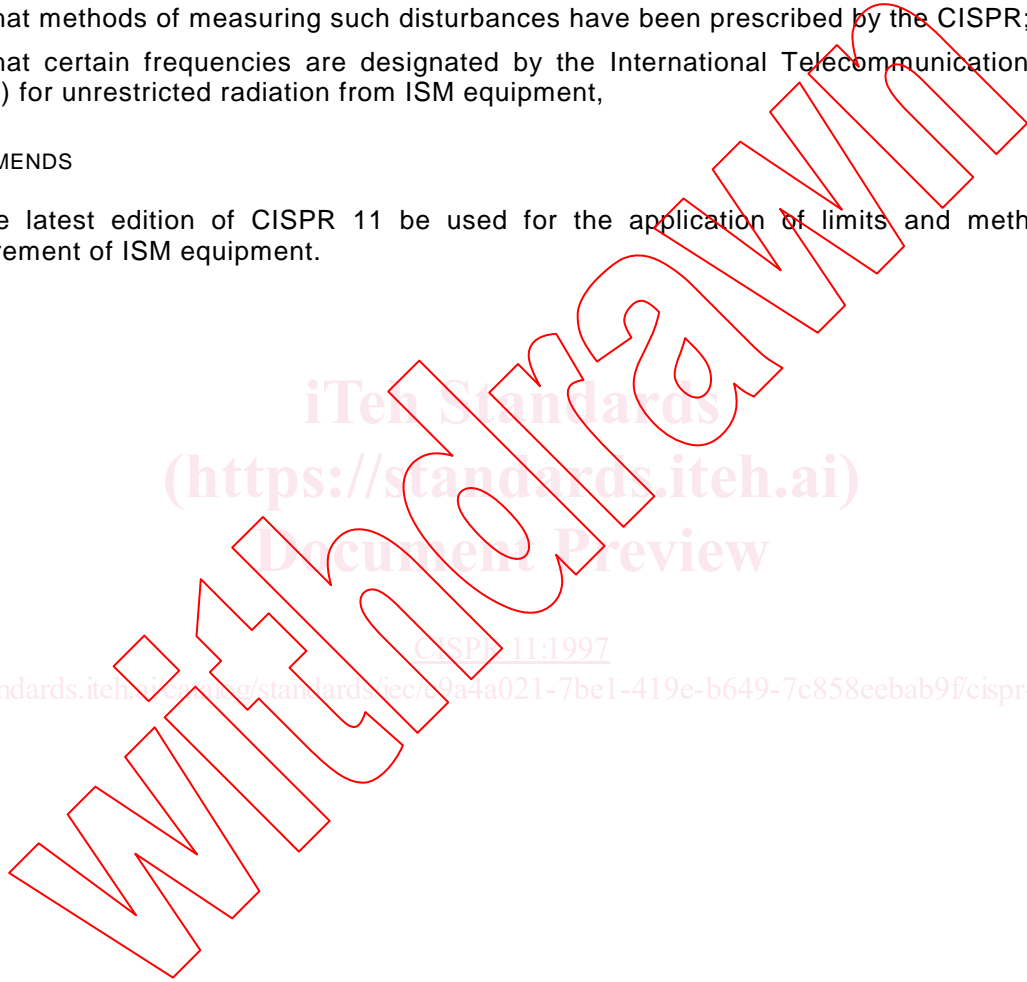 hat methods of measuring such disturbances have been prescribed by the CISPR;
hat certain frequencies are designated by the International Telecommunication
) for unrestricted radiation from ISM equipment,
MENDS
e latest edition of CISPR 11 be used for the application of limits and meth
rement of ISM equipment.
iTeh Standards
(https://standards.iteh.ai)
Document Preview
CISPR 11:1997
ndards.iteh.ai/catalog/standards/iec/e9a4a021-7be1-419e-b649-7c858eebab9f/cispr-
withdrawn